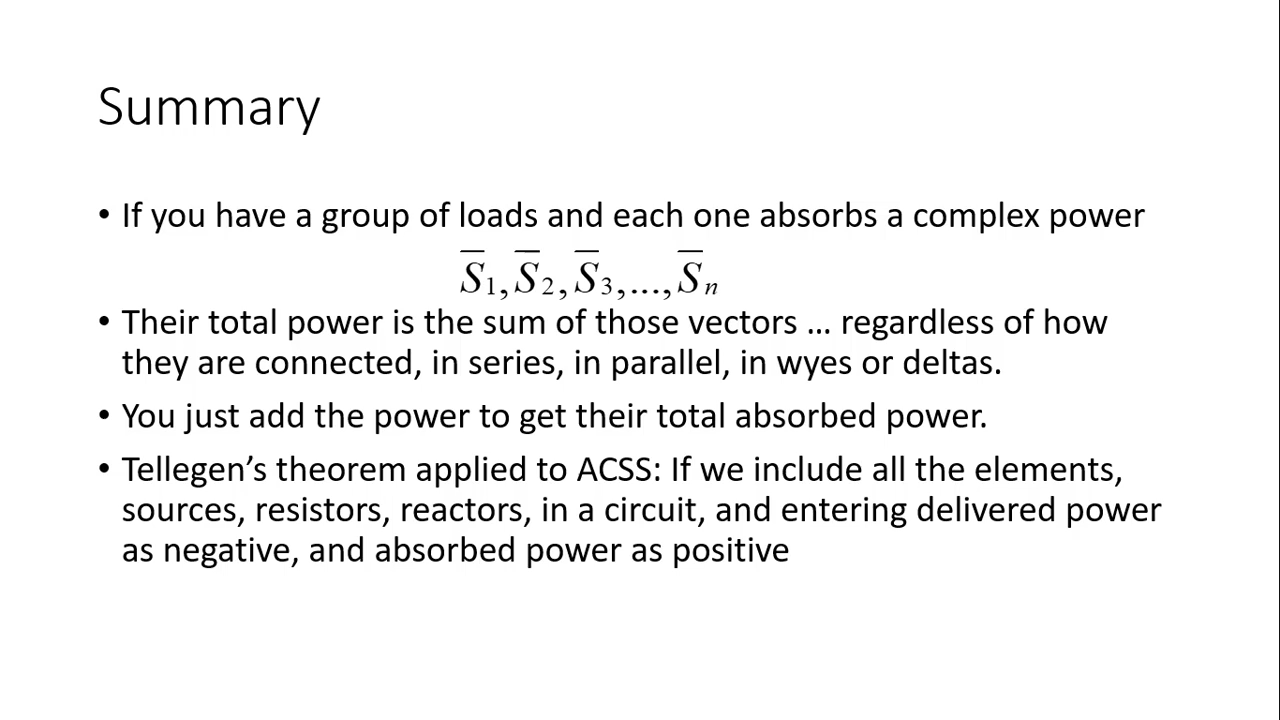 Summary
• If you have a group of loads and each one absorbs a complex power
S̅₁, S̅₂, S̅₃, ..., S̅ₙ
• Their total power is the sum of those vectors … regardless of how
they are connected, in series, in parallel, in wyes or deltas.
• You just add the power to get their total absorbed power.
• Tellegen’s theorem applied to ACSS: If we include all the elements,
sources, resistors, reactors, in a circuit, and entering delivered power
as negative, and absorbed power as positive